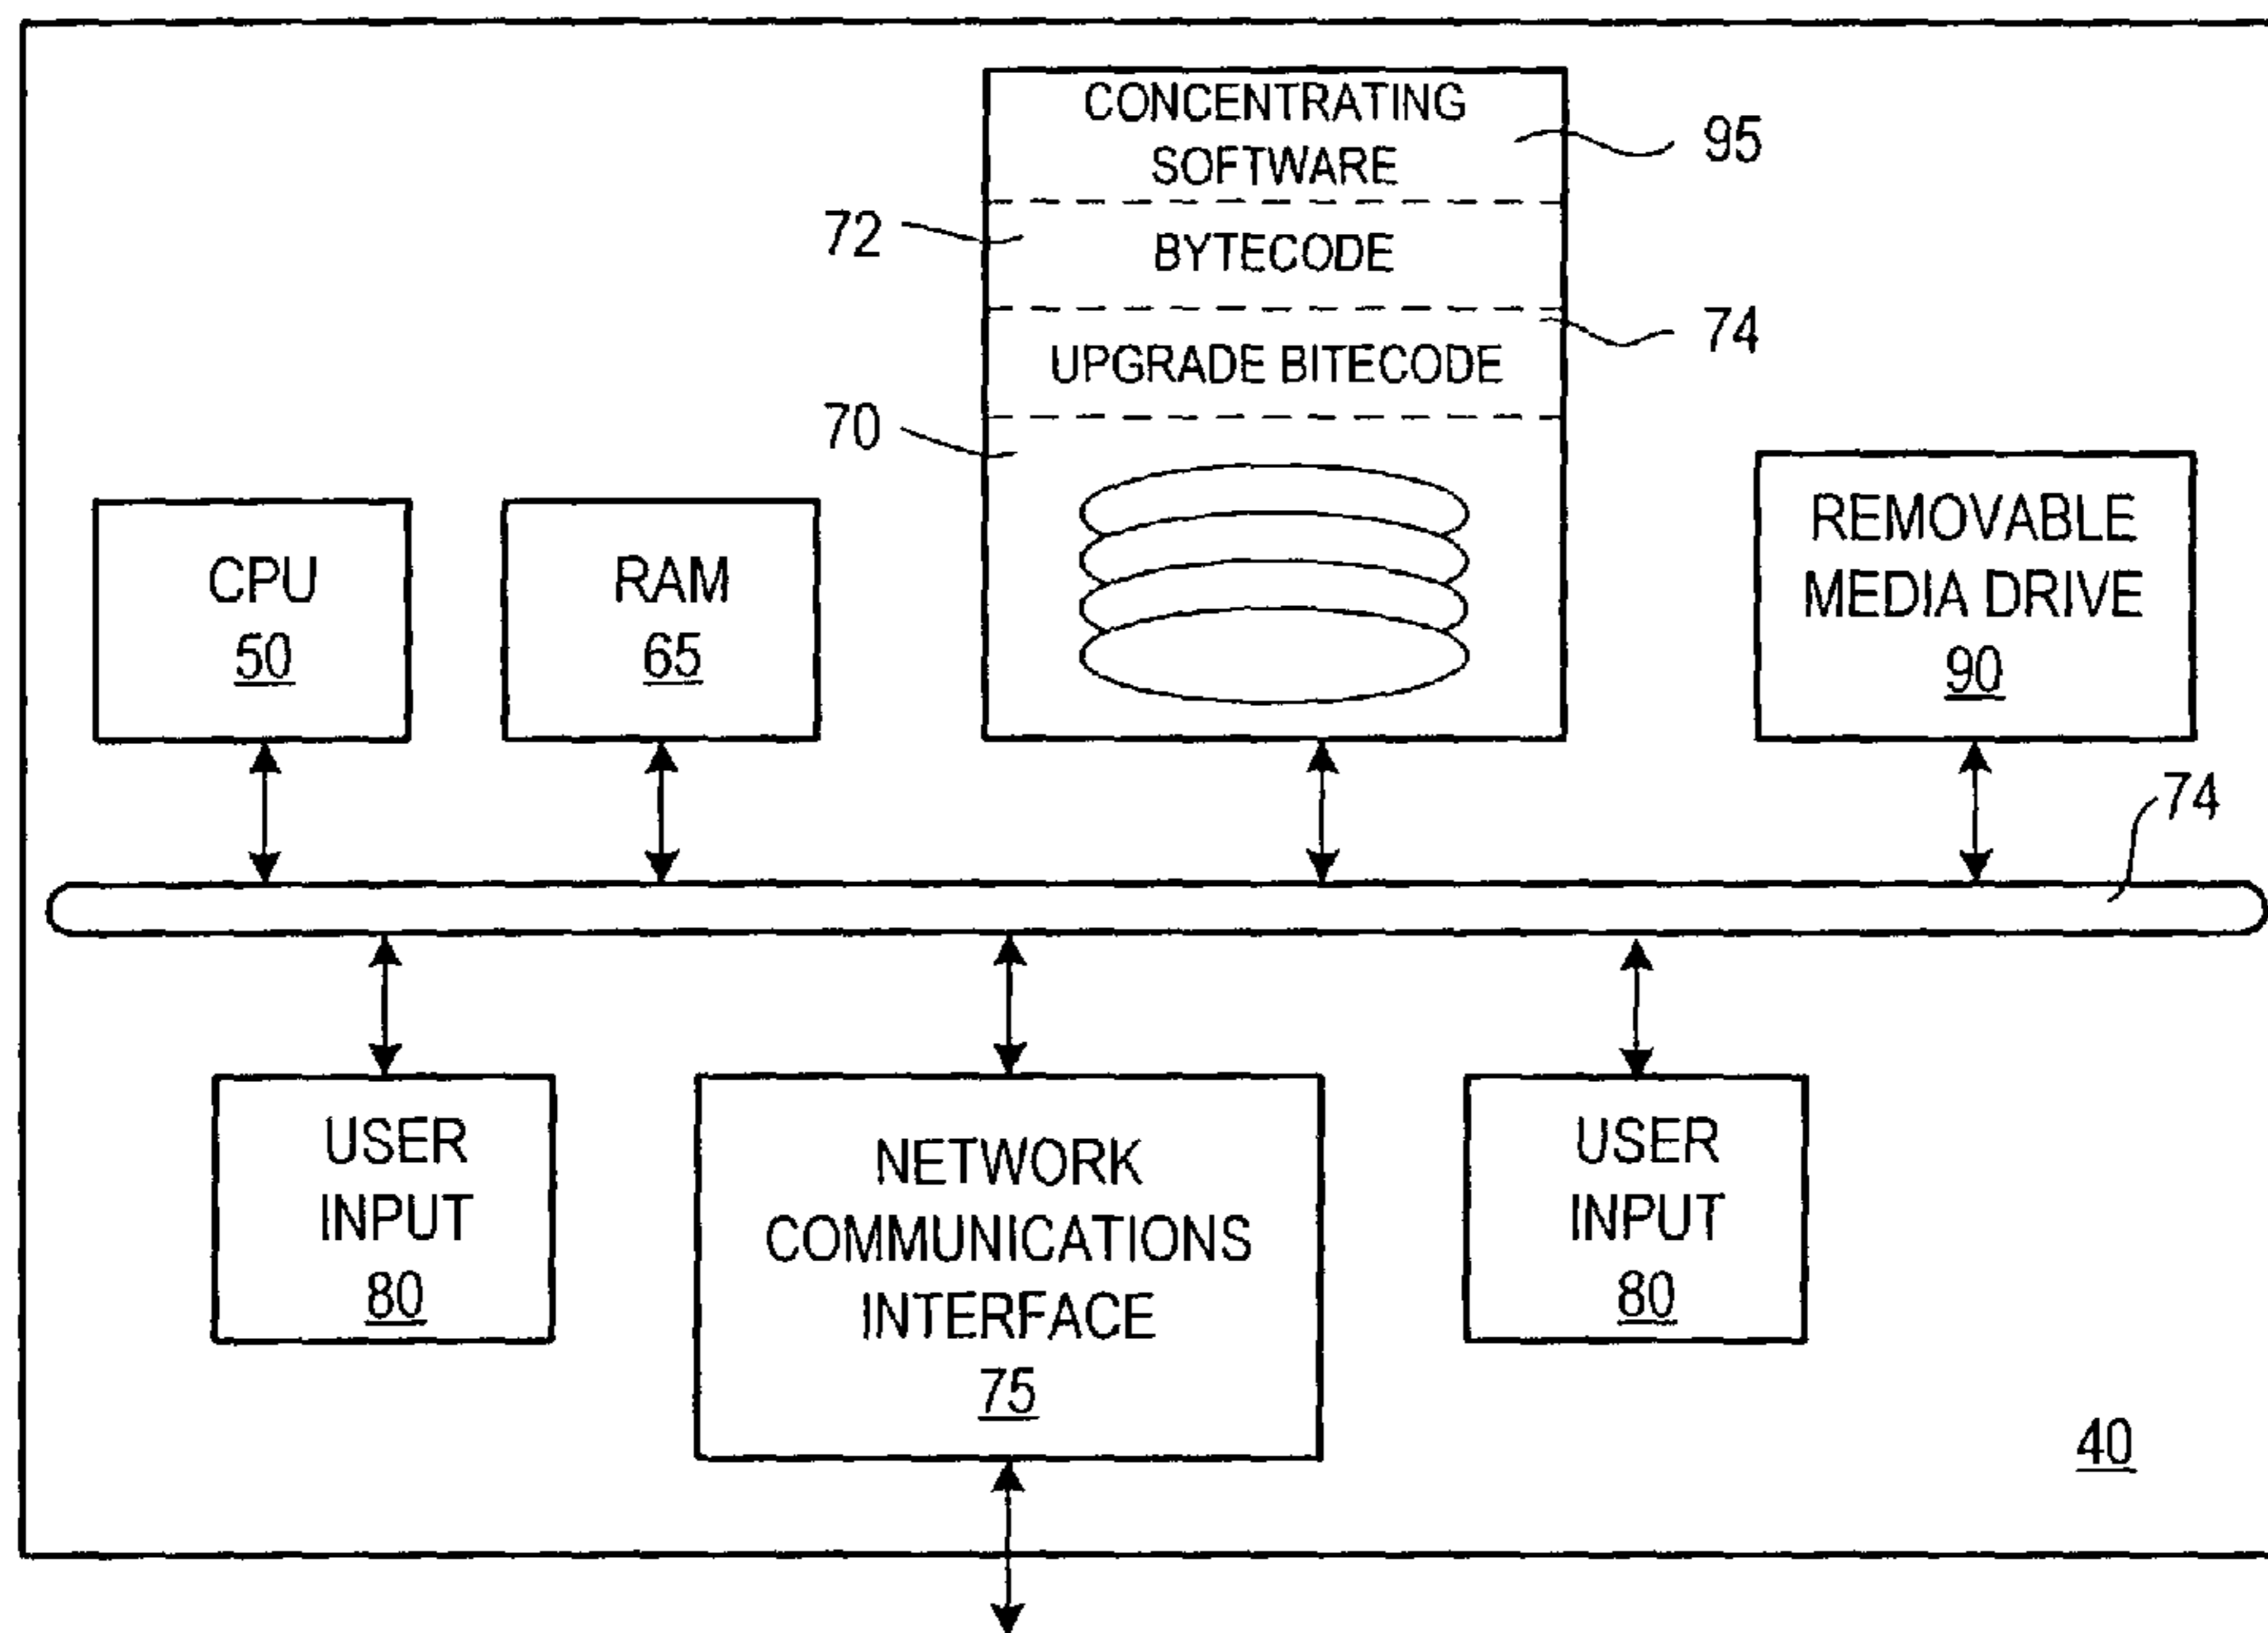 CONCENTRATING
SOFTWARE
95
72
BYTECODE
74
UPGRADE BITECODE
70
CPU
50
RAM
65
REMOVABLE
MEDIA DRIVE
90
74
USER
INPUT
80
NETWORK
COMMUNICATIONS
INTERFACE
75
USER
INPUT
80
40